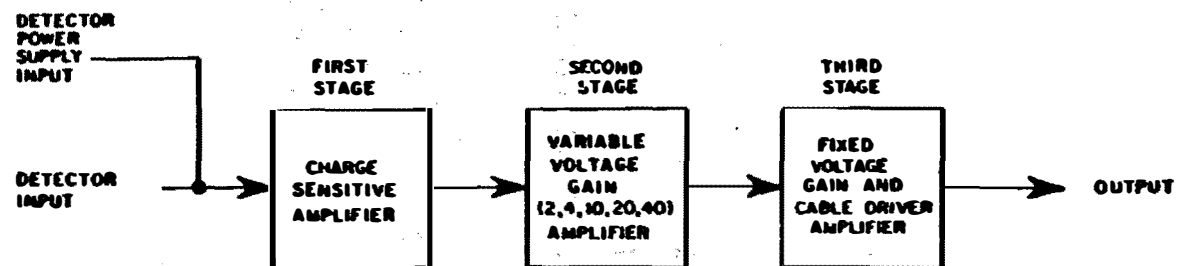 DETECTOR
POWER
SUPPLY
INPUT
FIRST
STAGE
SECOND
STAGE
THIRD
STAGE
DETECTOR
INPUT
CHARGE
SENSITIVE
AMPLIFIER
VARIABLE
VOLTAGE
GAIN
(2,4,10,20,40)
AMPLIFIER
FIXED
VOLTAGE
GAIN AND
CABLE DRIVER
AMPLIFIER
OUTPUT